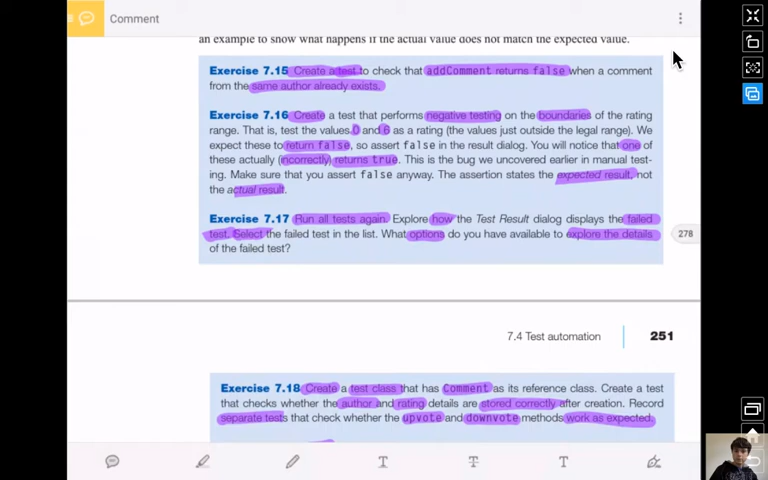 Comment
an example to show what happens if the actual value does not match the expected value.
Exercise 7.15 Create a test to check that addComment returns false when a comment
from the same author already exists.
Exercise 7.16 Create a test that performs negative testing on the boundaries of the rating
range. That is, test the values 0 and 6 as a rating (the values just outside the legal range). We
expect these to return false, so assert false in the result dialog. You will notice that one
of these actually (incorrectly) returns true. This is the bug we uncovered earlier in manual test-
ing. Make sure that you assert false anyway. The assertion states the expected result, not
the actual result.
Exercise 7.17 Run all tests again. Explore how the Test Result dialog displays the failed
test. Select the failed test in the list. What options do you have available to explore the details
of the failed test?
278
7.4 Test automation
251
Exercise 7.18 Create a test class that has Comment as its reference class. Create a test
that checks whether the author and rating details are stored correctly after creation. Record
separate tests that check whether the upvote and downvote methods work as expected.
T
T
T